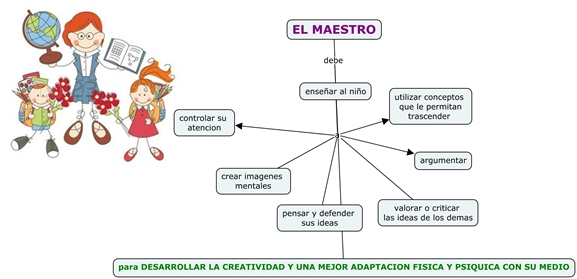 EL MAESTRO
debe
enseñar al niño
a
utilizar conceptos
que le permitan
trascender
controlar su
atencion
argumentar
crear imagenes
mentales
valorar o criticar
las ideas de los demas
pensar y defender
sus ideas
para DESARROLLAR LA CREATIVIDAD Y UNA MEJOR ADAPTACION FISICA Y PSIQUICA CON SU MEDIO